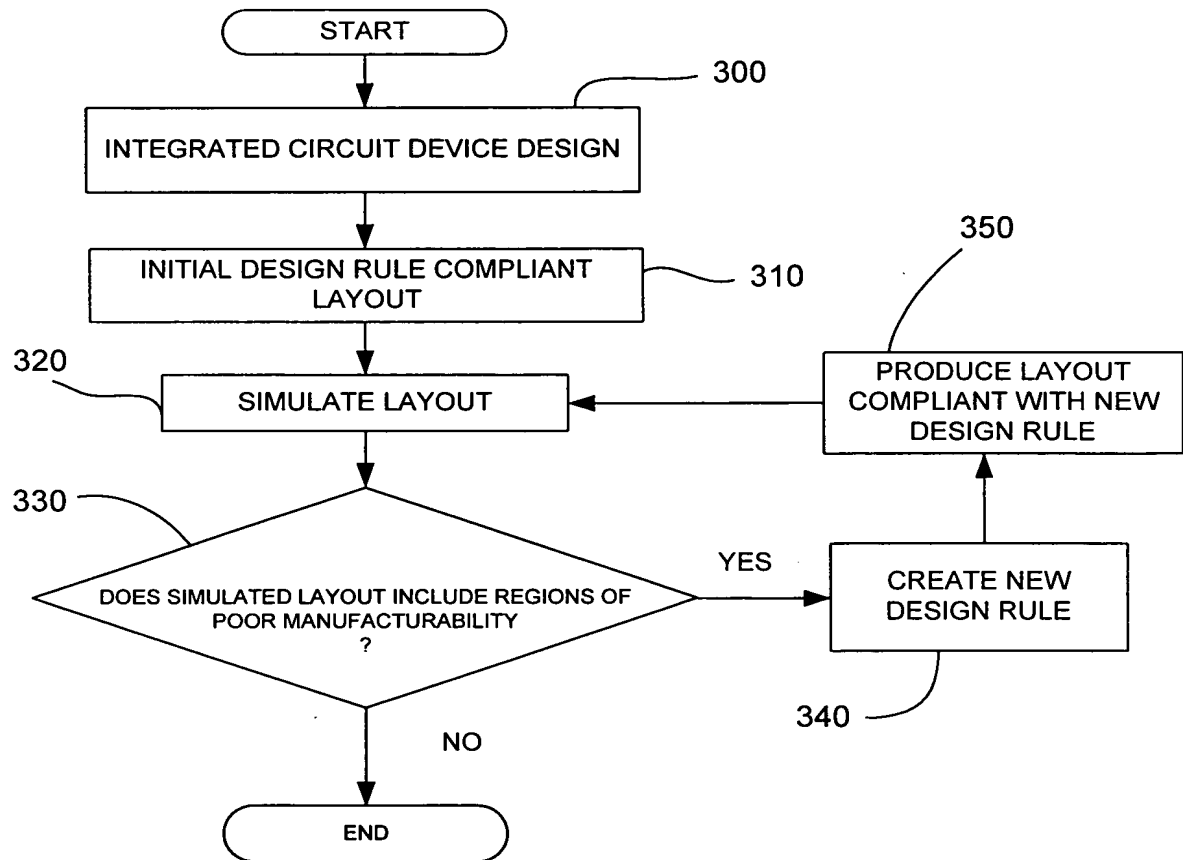 START
300
INTEGRATED CIRCUIT DEVICE DESIGN
350
INITIAL DESIGN RULE COMPLIANT
LAYOUT
310
320
SIMULATE LAYOUT
PRODUCE LAYOUT
COMPLIANT WITH NEW
DESIGN RULE
330
DOES SIMULATED LAYOUT INCLUDE REGIONS OF
POOR MANUFACTURABILITY
?
YES
CREATE NEW
DESIGN RULE
340
NO
END